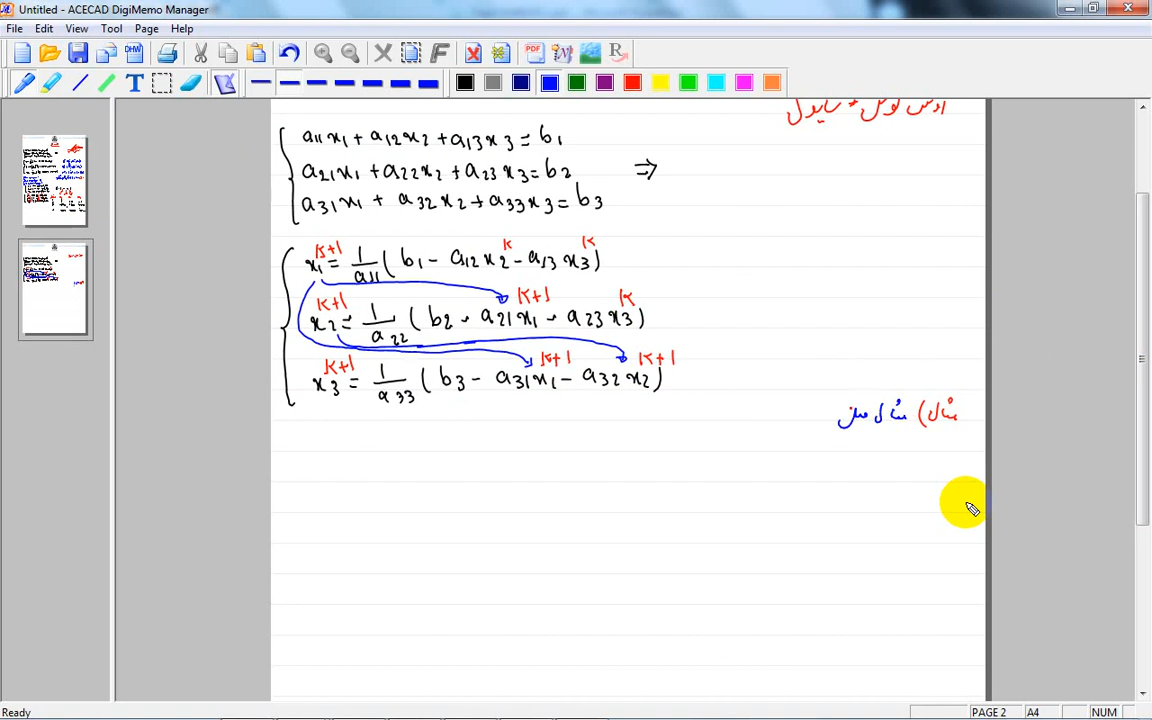 Untitled - ACECAD DigiMemo Manager
File Edit View Tool Page Help
a11x1 + a12x2 + a13x3 = b1
a21x1 + a22x2 + a23x3 = b2 ⇒
a31x1 + a32x2 + a33x3 = b3
x1^k+1 = 1/a11 (b1 - a12x2^k - a13x3^k)
x2^k+1 = 1/a22 (b2 - a21x1^k+1 - a23x3^k)
x3^k+1 = 1/a33 (b3 - a31x1^k+1 - a32x2^k+1)
مثال) مثال
Ready PAGE 2 A4 NUM